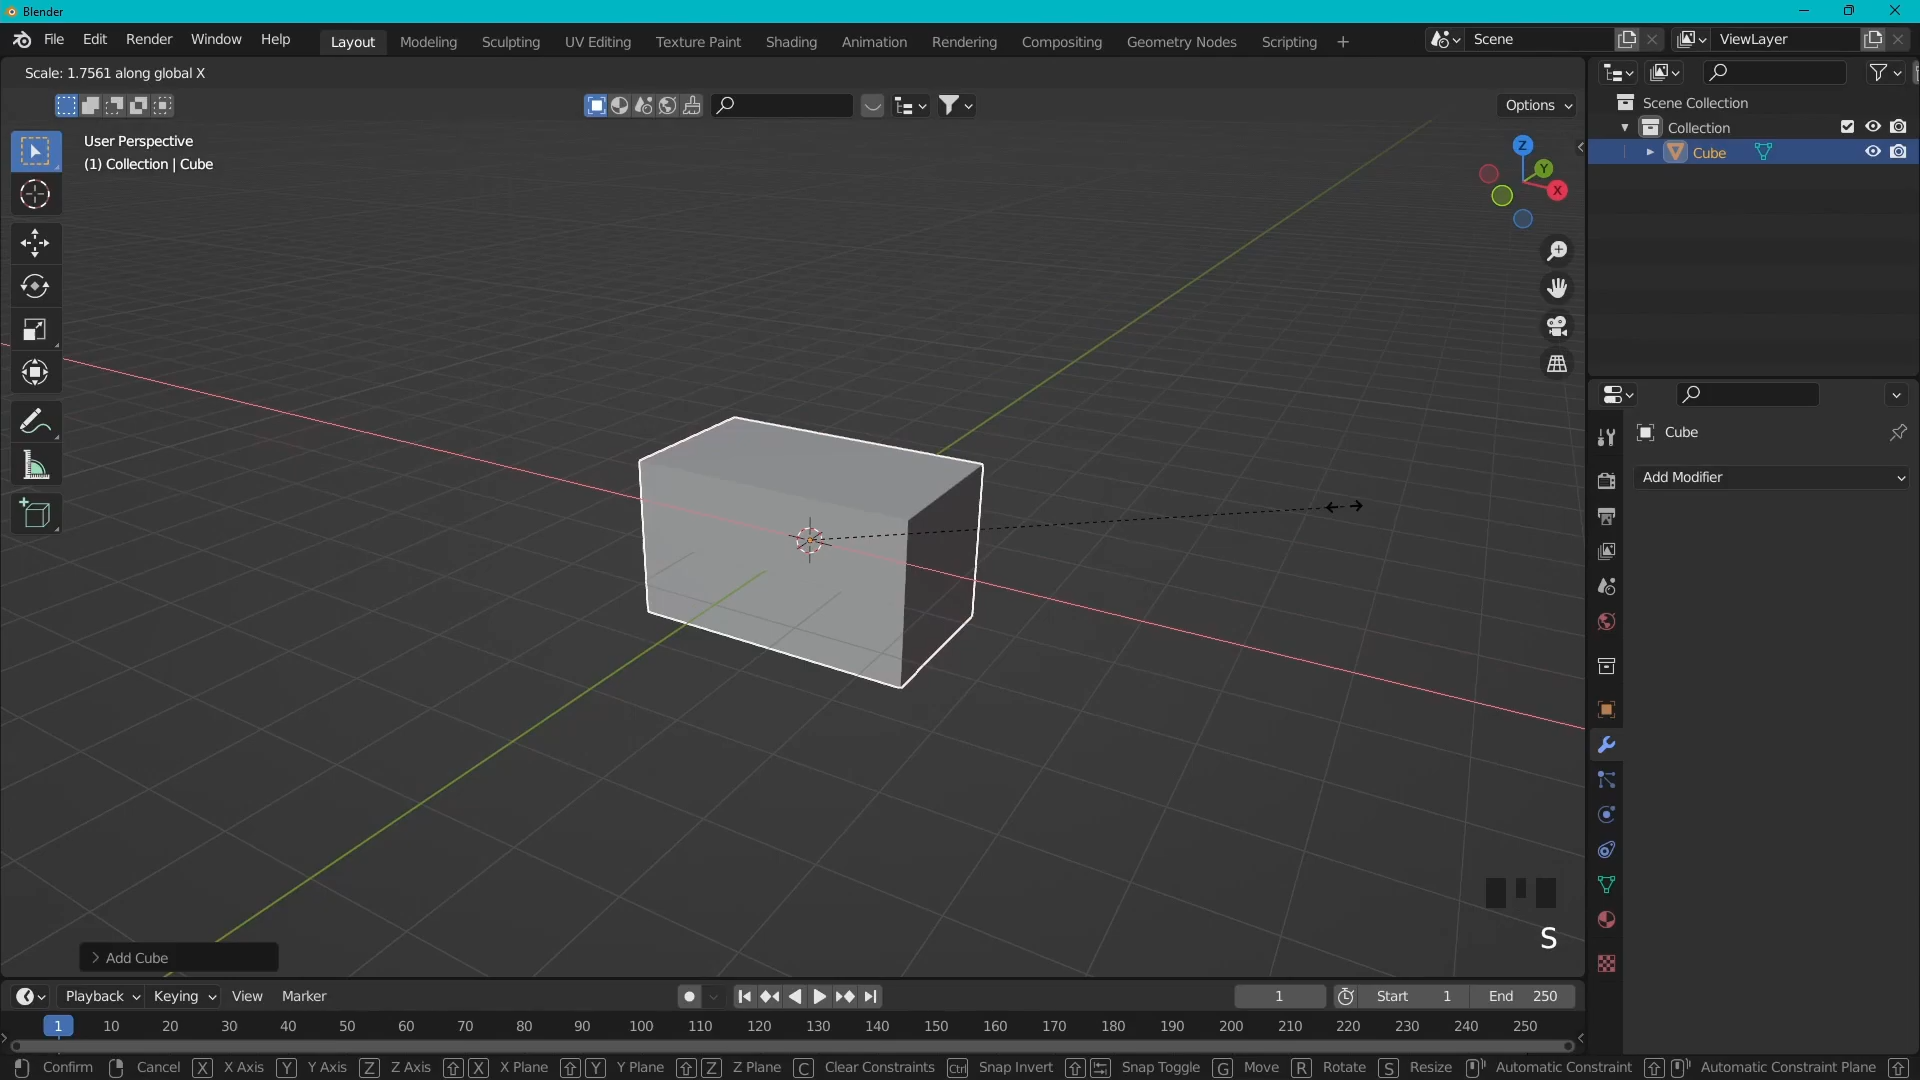 Blender
File Edit Render Window Help Layout Modeling Sculpting UV Editing Texture Paint Shading Animation Rendering Compositing Geometry Nodes Scripting + Scene ViewLayer
Scale: 1.7561 along global X
Options
User Perspective
(1) Collection | Cube
Z
Y
X
Scene Collection
Collection
Cube
Cube
Add Modifier
S
Add Cube
Playback Keying View Marker 1 Start 1 End 250
1 10 20 30 40 50 60 70 80 90 100 110 120 130 140 150 160 170 180 190 200 210 220 230 240 250
Confirm Cancel X X Axis Y Y Axis Z Z Axis X X Plane Y Y Plane Z Z Plane C Clear Constraints Ctrl Snap Invert Snap Toggle G Move R Rotate S Resize Automatic Constraint Automatic Constraint Plane